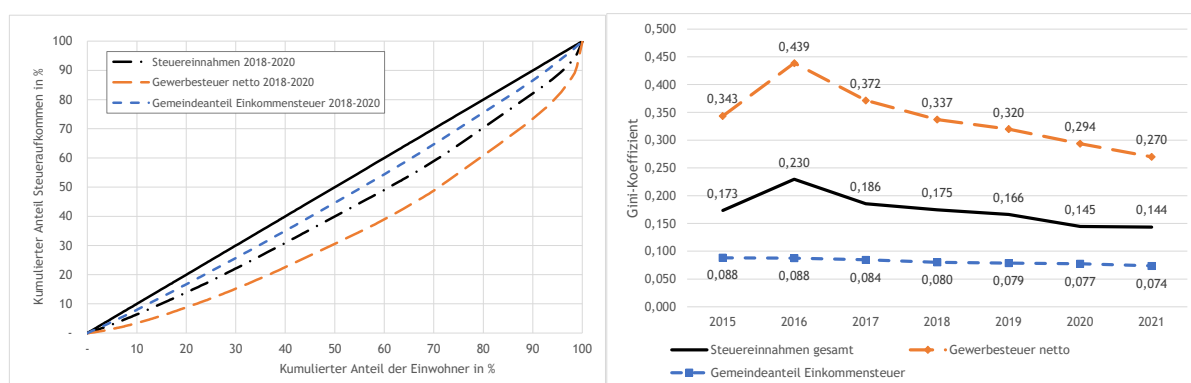 100
90
80
70
60
50
40
30
20
10
-
Kumulierter Anteil Steueraufkommen in %
Steuereinnahmen 2018-2020
Gewerbesteuer netto 2018-2020
Gemeindeanteil Einkommensteuer 2018-2020
- 10 20 30 40 50 60 70 80 90 100
Kumulierter Anteil der Einwohner in %
0,500
0,450
0,400
0,350
0,300
0,250
0,200
0,150
0,100
0,050
0,000
Gini-Koeffizient
0,343 0,439 0,372 0,337 0,320 0,294 0,270
0,173 0,230 0,186 0,175 0,166 0,145 0,144
0,088 0,088 0,084 0,080 0,079 0,077 0,074
2015 2016 2017 2018 2019 2020 2021
Steuereinnahmen gesamt
Gewerbesteuer netto
Gemeindeanteil Einkommensteuer